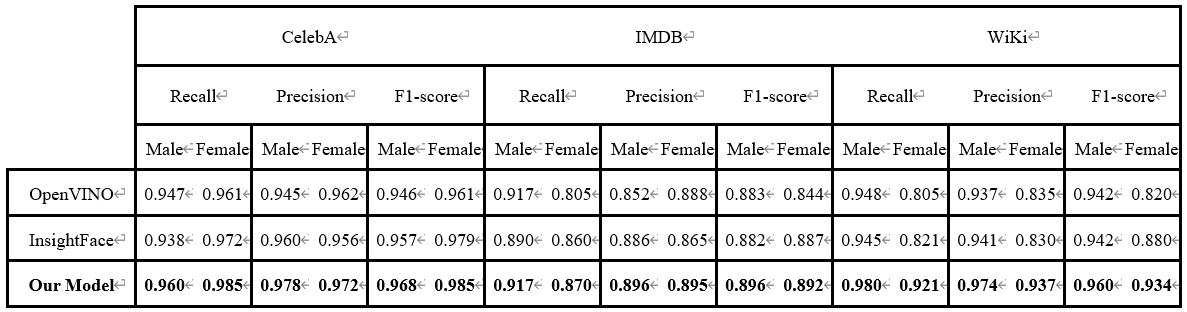 CelebA↵ IMDB↵ WiKi↵
Recall↵ Precision↵ F1-score↵ Recall↵ Precision↵ F1-score↵ Recall↵ Precision↵ F1-score↵
Male↵ Female Male↵ Female Male↵ Female Male↵ Female Male↵ Female Male↵ Female Male↵ Female Male↵ Female Male↵ Female
OpenVINO↵ 0.947↵ 0.961↵ 0.945↵ 0.962↵ 0.946↵ 0.961↵ 0.917↵ 0.805↵ 0.852↵ 0.888↵ 0.883↵ 0.844↵ 0.948↵ 0.805↵ 0.937↵ 0.835↵ 0.942↵ 0.820↵
InsightFace↵ 0.938↵ 0.972↵ 0.960↵ 0.956↵ 0.957↵ 0.979↵ 0.890↵ 0.860↵ 0.886↵ 0.865↵ 0.882↵ 0.887↵ 0.945↵ 0.821↵ 0.941↵ 0.830↵ 0.942↵ 0.880↵
Our Model↵ 0.960↵ 0.985↵ 0.978↵ 0.972↵ 0.968↵ 0.985↵ 0.917↵ 0.870↵ 0.896↵ 0.895↵ 0.896↵ 0.892↵ 0.980↵ 0.921↵ 0.974↵ 0.937↵ 0.960↵ 0.934↵